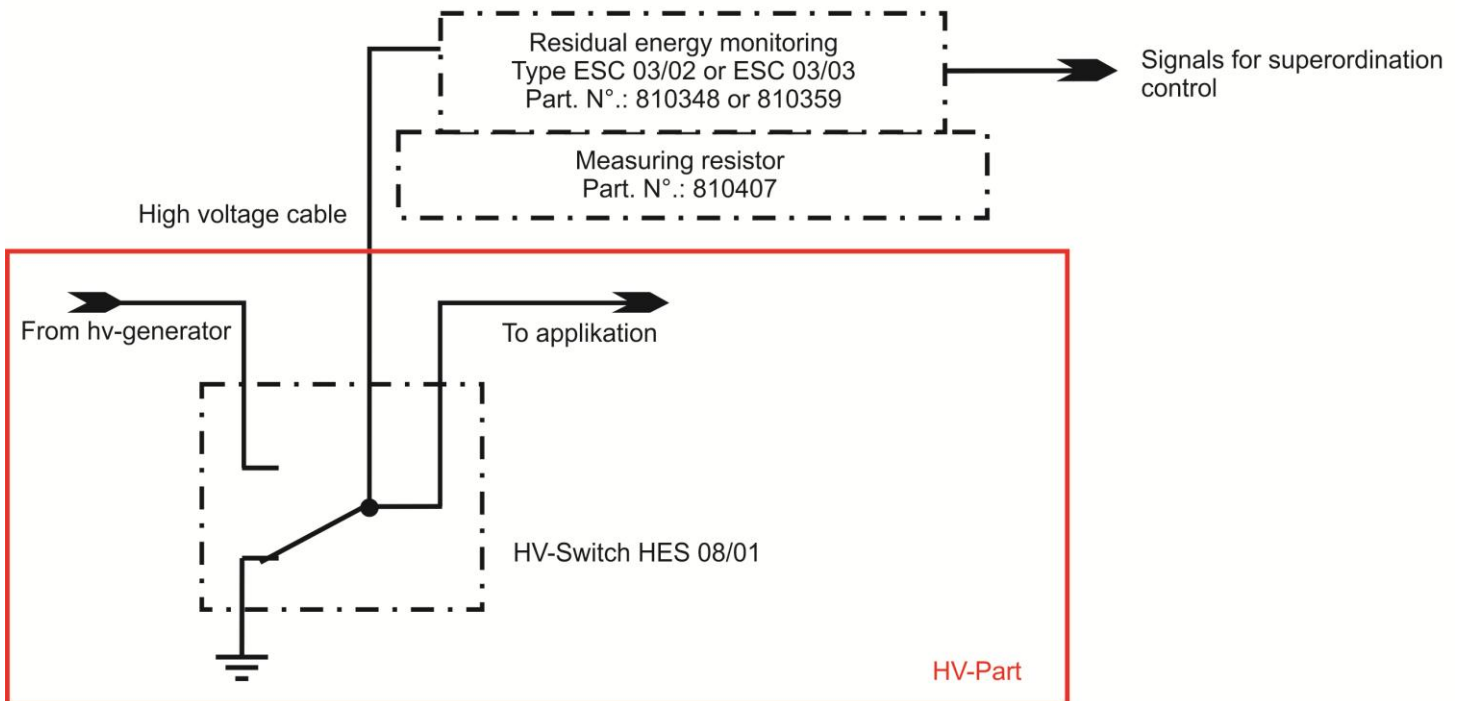 Residual energy monitoring
Type ESC 03/02 or ESC 03/03
Part. N°.: 810348 or 810359
Signals for superordination
control
Measuring resistor
Part. N°.: 810407
High voltage cable
From hv-generator
To applikation
HV-Switch HES 08/01
HV-Part